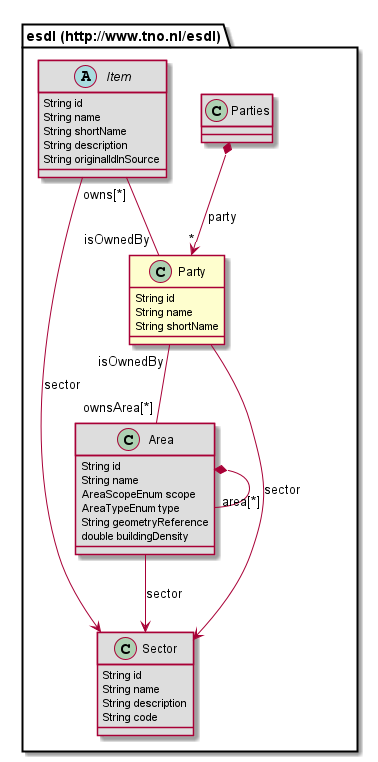 esdl (http://www.tno.nl/esdl)
A Item
String id
String name
String shortName
String description
String originalIdInSource
C Parties
owns[*]
party
isOwnedBy
*
C Party
String id
String name
String shortName
isOwnedBy
sector
ownsArea[*]
C Area
String id
String name
AreaScopeEnum scope
AreaTypeEnum type
String geometryReference
double buildingDensity
area[*]
sector
sector
C Sector
String id
String name
String description
String code